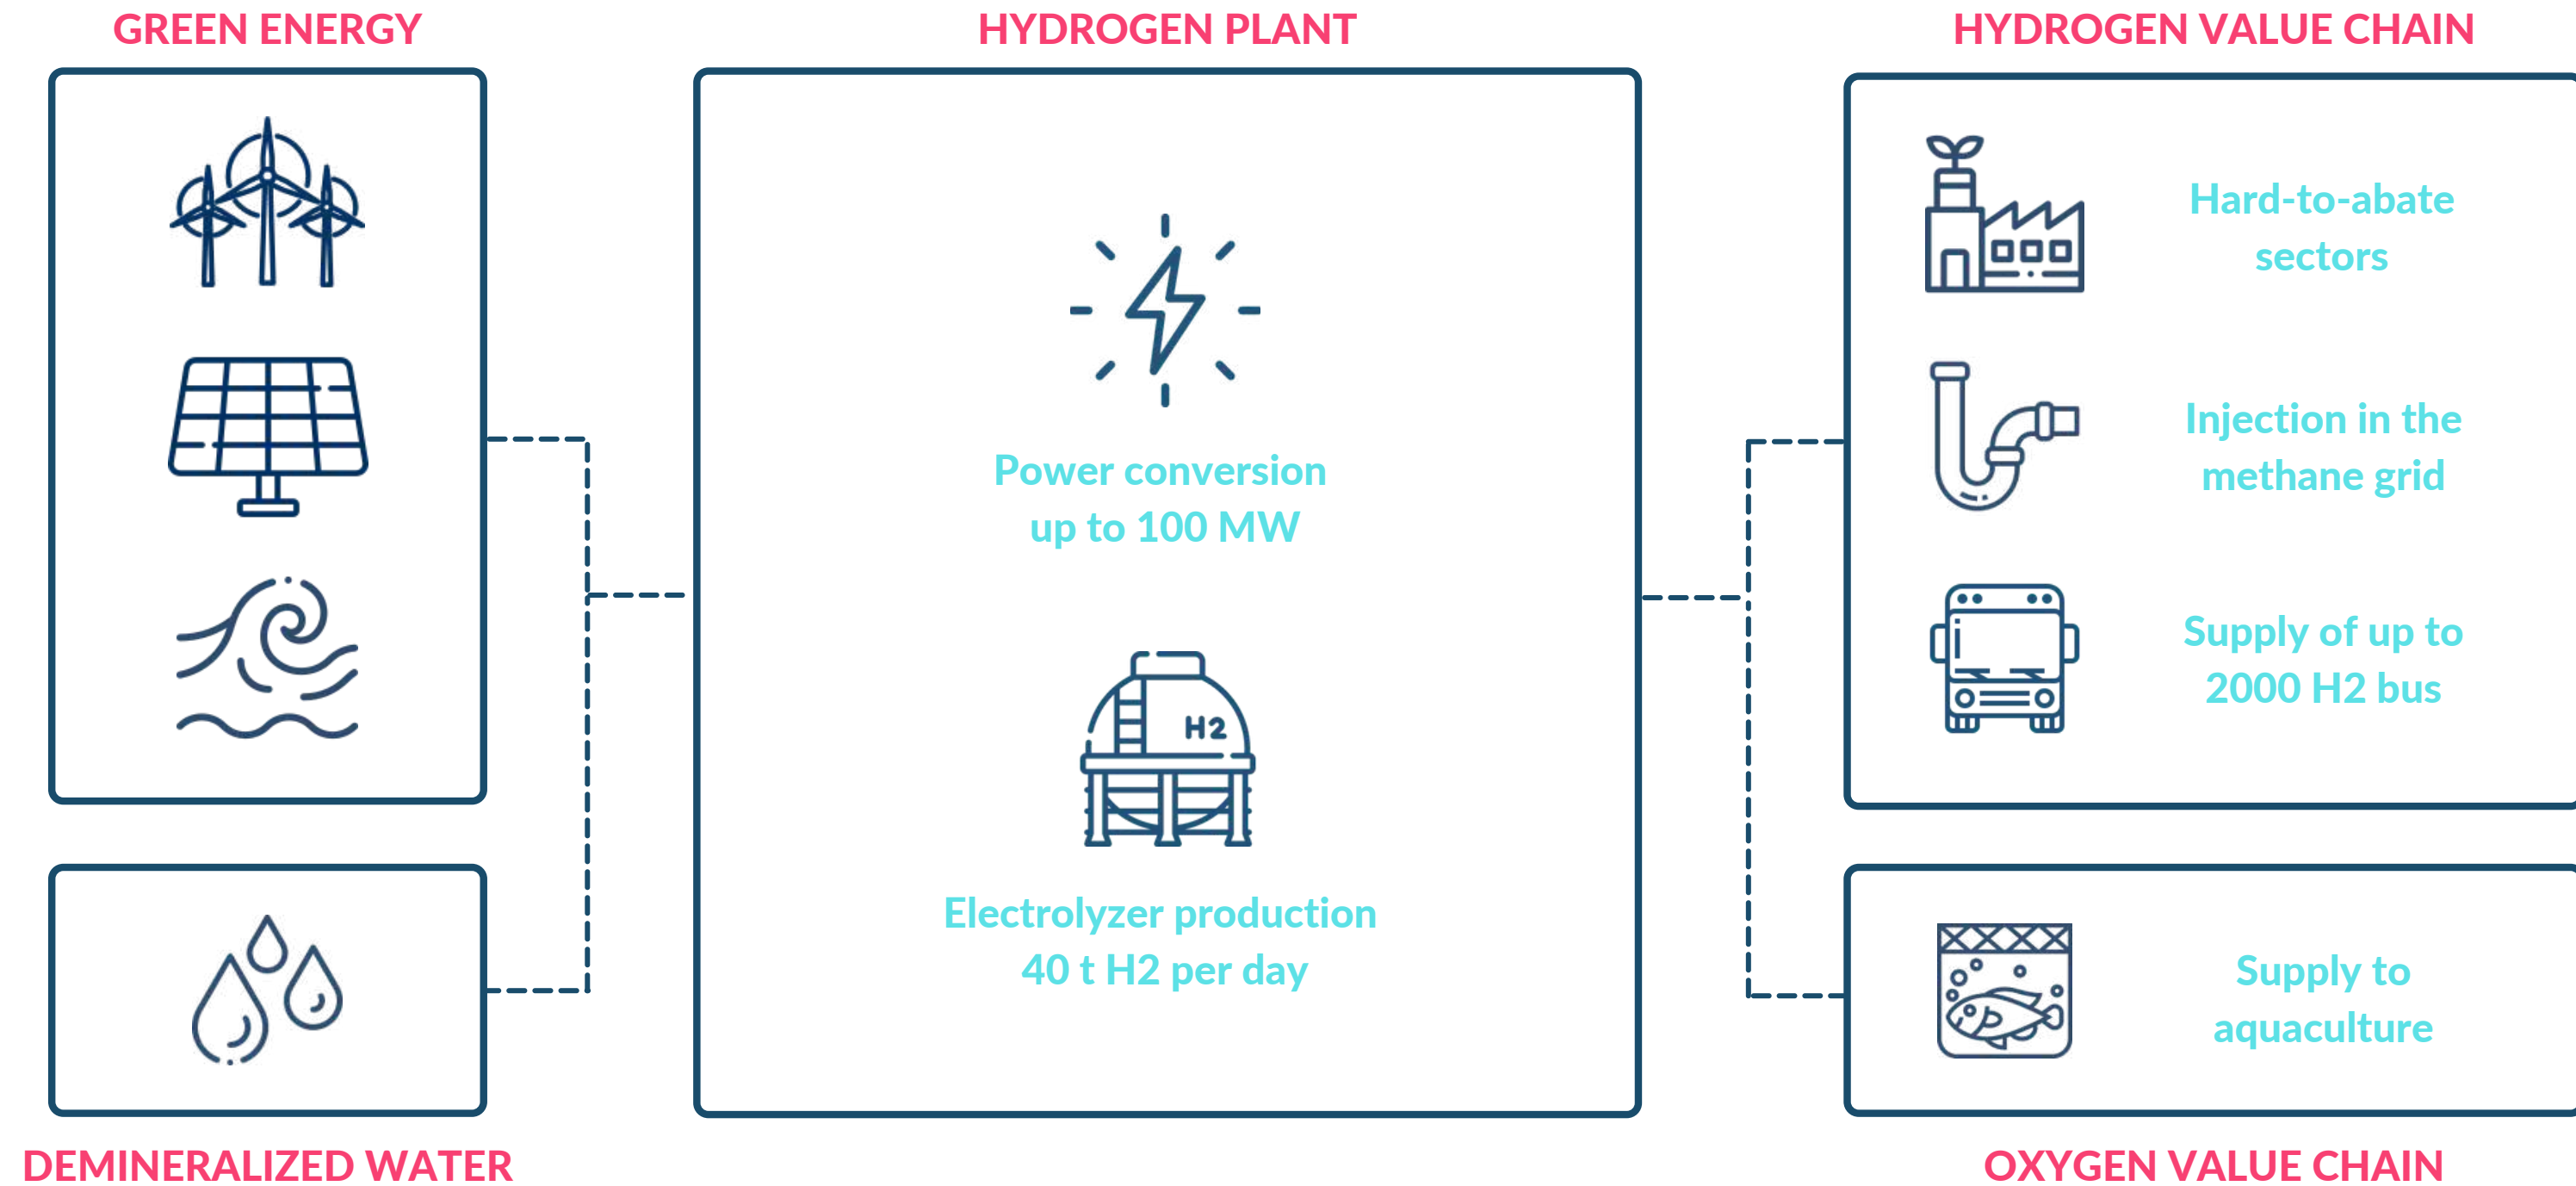 GREEN ENERGY
DEMINERALIZED WATER
HYDROGEN PLANT
Power conversion
up to 100 MW
H2
Electrolyzer production
40 t H2 per day
HYDROGEN VALUE CHAIN
Hard-to-abate
sectors
Injection in the
methane grid
Supply of up to
2000 H2 bus
Supply to
aquaculture
OXYGEN VALUE CHAIN